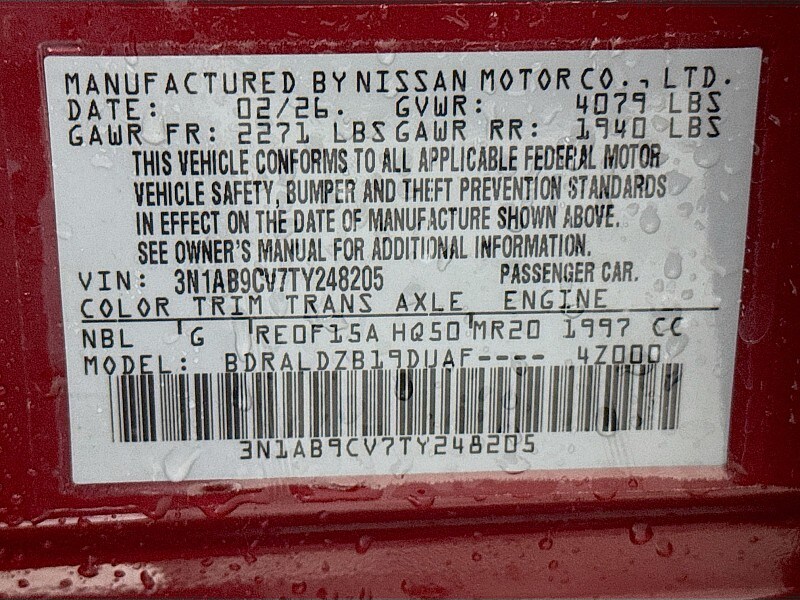 MANUFACTURED BY NISSAN MOTOR CO., LTD.
DATE: 02/26. GVWR: 4079 LBS
GAWR FR: 2271 LBS GAWR RR: 1940 LBS
THIS VEHICLE CONFORMS TO ALL APPLICABLE FEDERAL MOTOR
VEHICLE SAFETY, BUMPER AND THEFT PREVENTION STANDARDS
IN EFFECT ON THE DATE OF MANUFACTURE SHOWN ABOVE.
SEE OWNER'S MANUAL FOR ADDITIONAL INFORMATION.
VIN: 3N1AB9CV7TY248205 PASSENGER CAR.
COLOR TRIM TRANS AXLE ENGINE
NBL G RE0F15A HQ50 MR20 1997 CC
MODEL: BDRALDZB19DUAF---- 4Z000
3N1AB9CV7TY248205